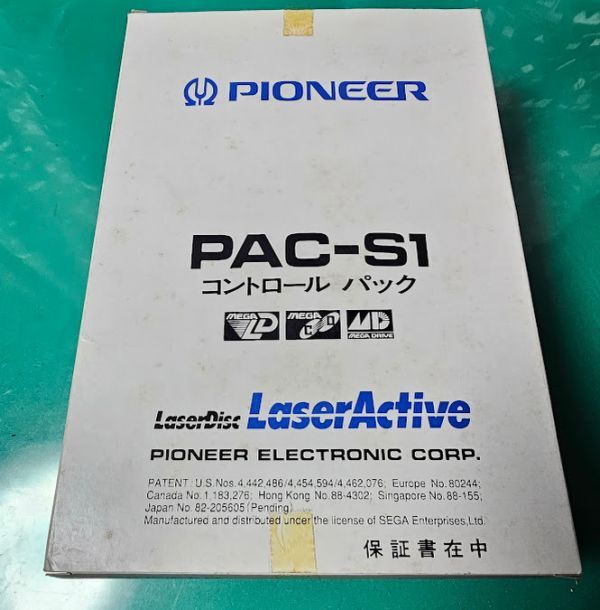 PIONEER
PAC-S1
コントロール パック
MEGA LD MEGA CD MD MEGA DRIVE
LaserDisc LaserActive
PIONEER ELECTRONIC CORP.
PATENT: U.S.Nos.4,442,486/4,454,594/4,462,076; Europe No.80244;
Canada No.1,183,276; Hong Kong No.88-4302; Singapore No.88-155;
Japan No.82-205605 (Pending)
Manufactured and distributed under the license of SEGA Enterprises,Ltd.
保証書在中